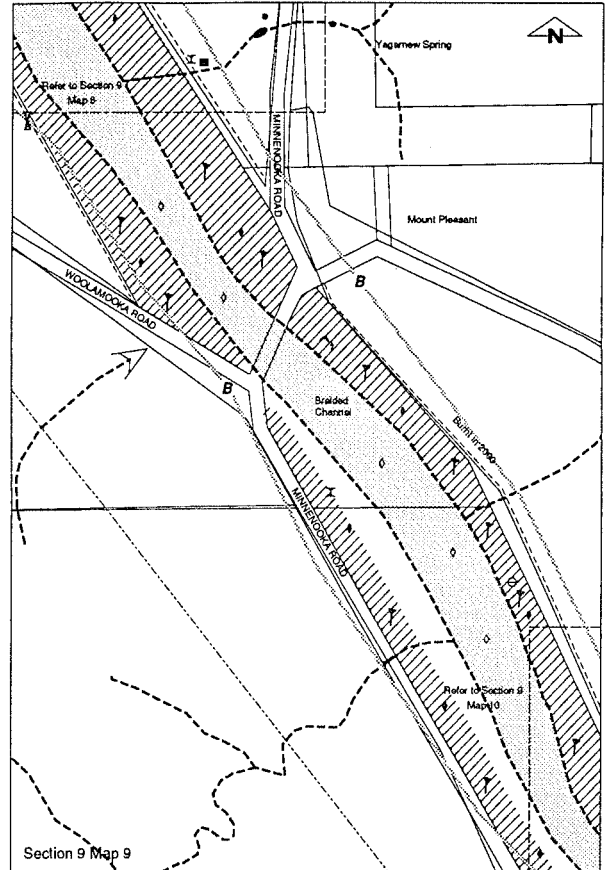 N
Yagamew Spring
Refer to Section 9
Map 8
B
MINNENOOKA ROAD
Mount Pleasant
B
WOOLAMOOKA ROAD
B
Braided
Channel
Burnt in 2000
MINNENOOKA ROAD
Refer to Section 9
Map 10
Section 9 Map 9